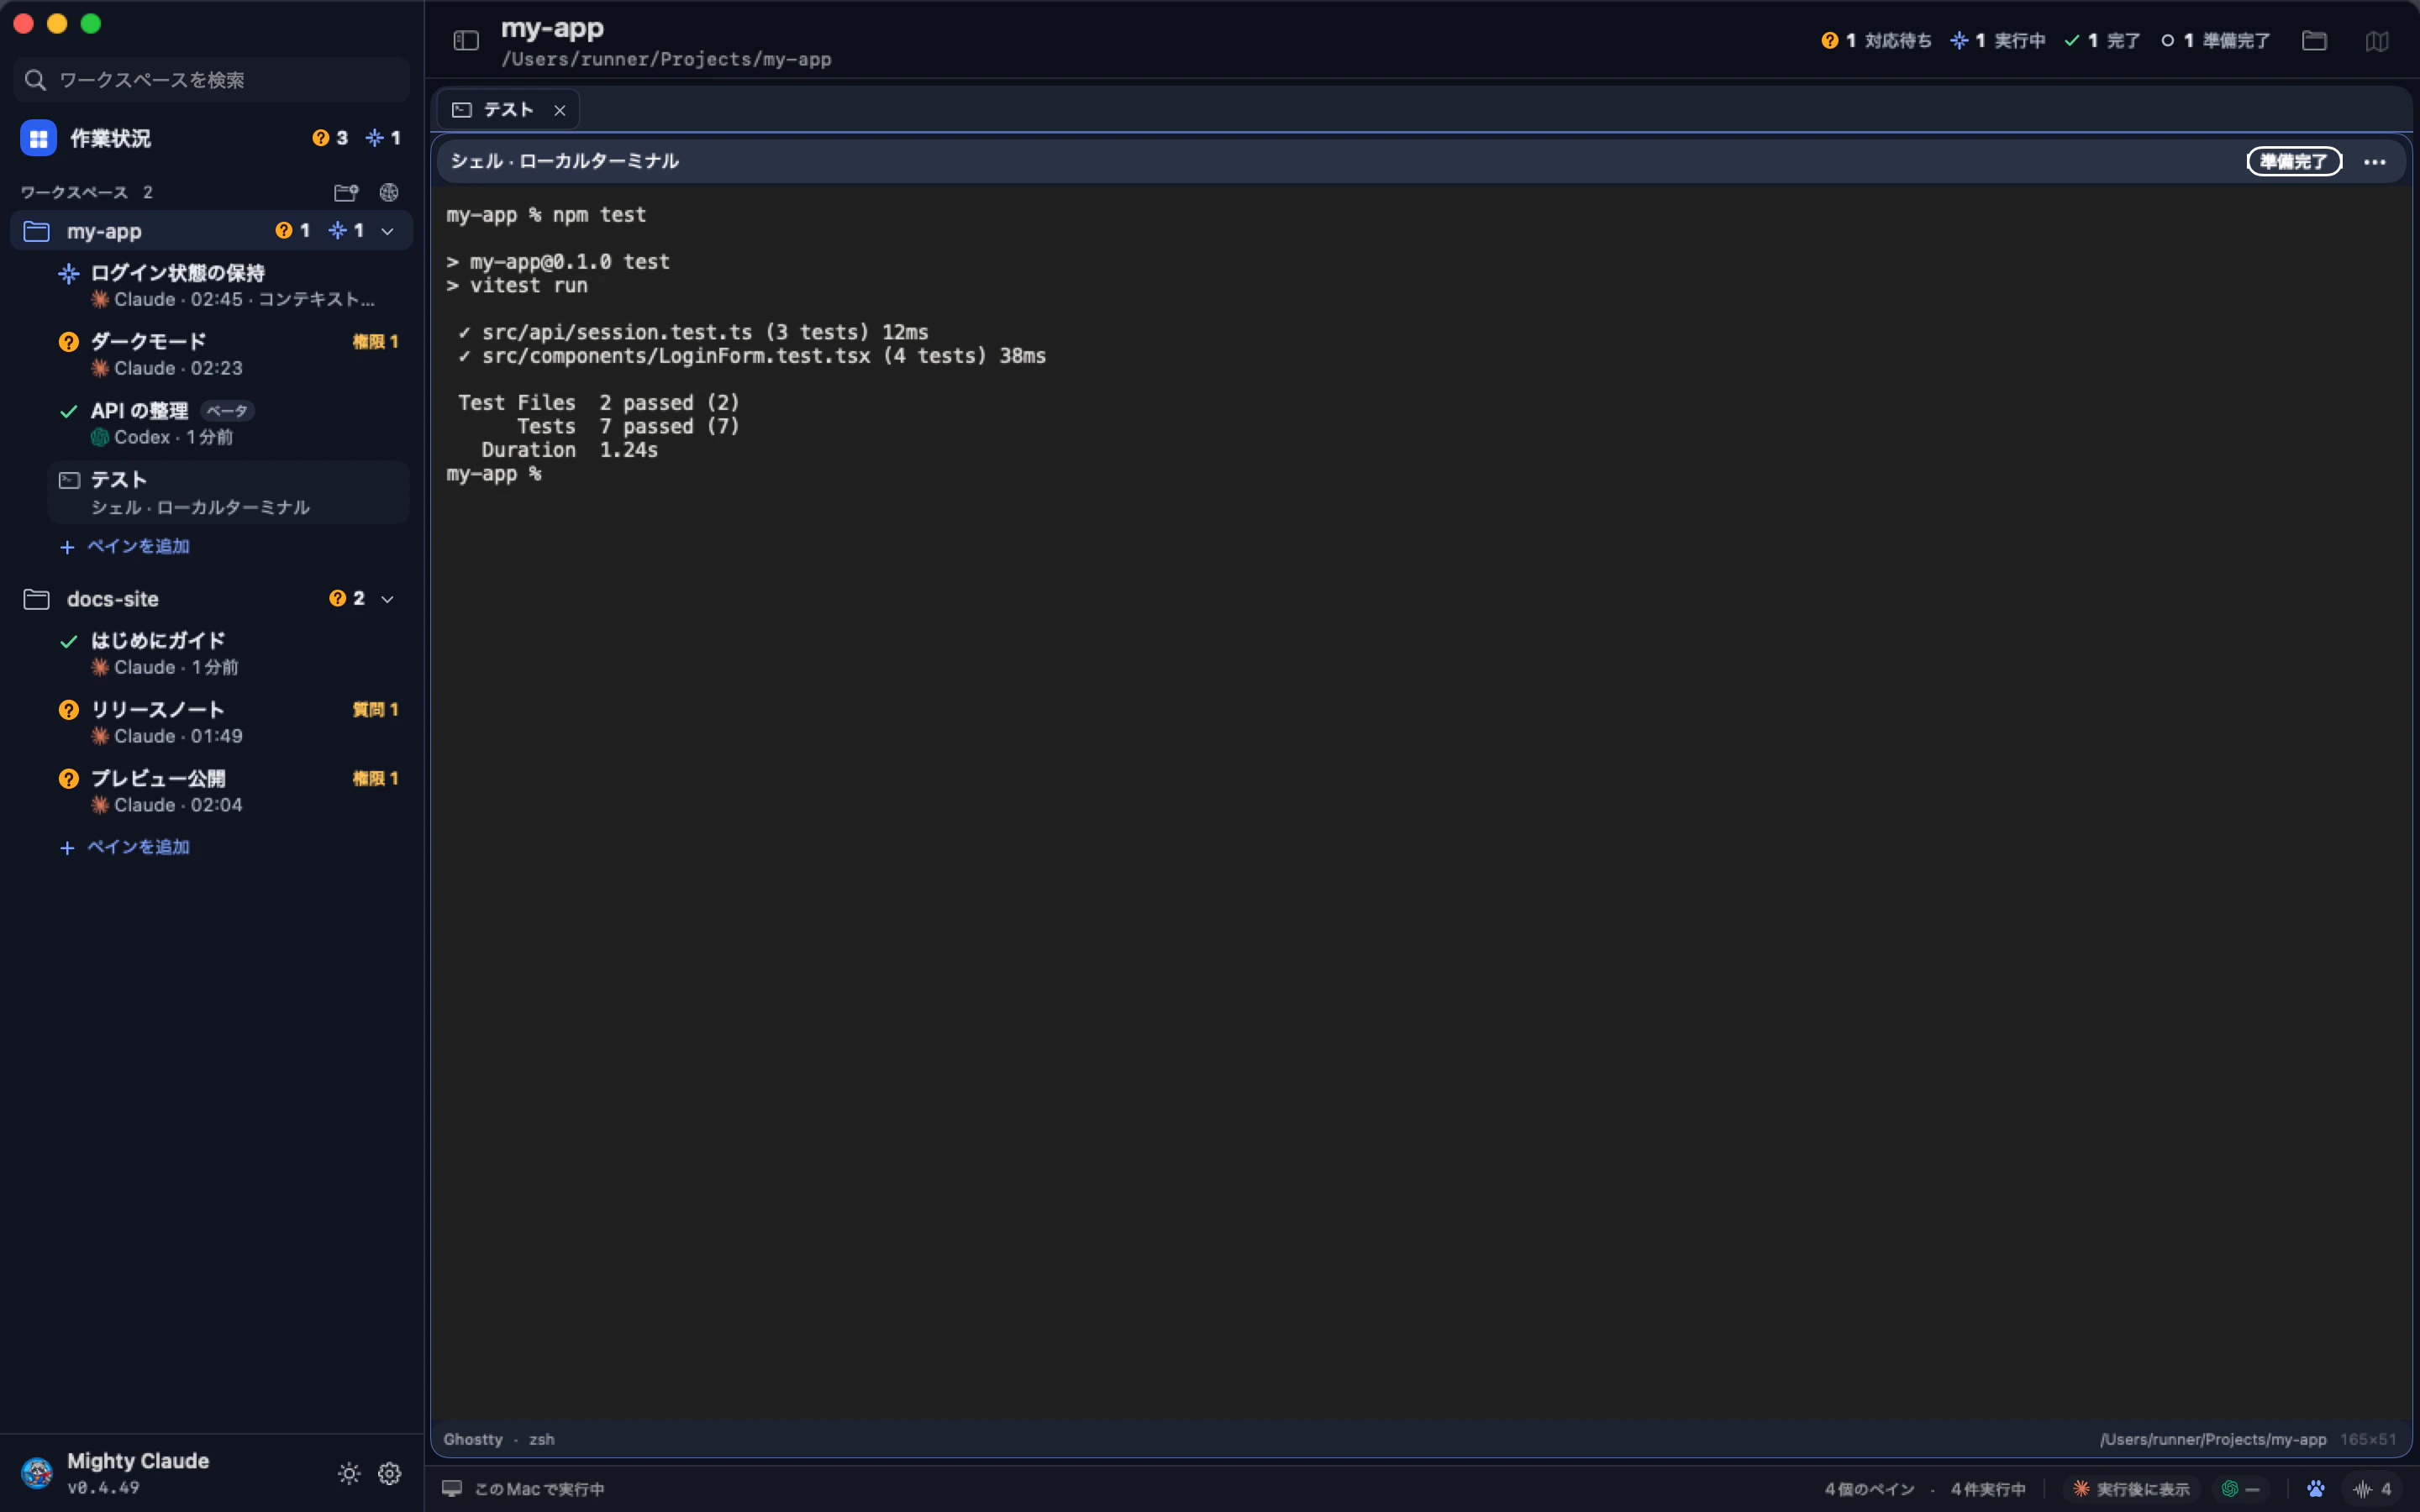 ワークスペースを検索
作業状況 3 1
ワークスペース 2
my-app 1 1
ログイン状態の保持
Claude · 02:45 · コンテキスト...
ダークモード 権限 1
Claude · 02:23
API の整理 ベータ
Codex · 1 分前
テスト
シェル · ローカルターミナル
+ ペインを追加
docs-site 2
はじめにガイド
Claude · 1 分前
リリースノート 質問 1
Claude · 01:49
プレビュー公開 権限 1
Claude · 02:04
+ ペインを追加
Mighty Claude
v0.4.49
my-app
/Users/runner/Projects/my-app
1 対応待ち 1 実行中 1 完了 1 準備完了
テスト
シェル · ローカルターミナル 準備完了
my-app % npm test
> my-app@0.1.0 test
> vitest run
✓ src/api/session.test.ts (3 tests) 12ms
✓ src/components/LoginForm.test.tsx (4 tests) 38ms
Test Files 2 passed (2)
Tests 7 passed (7)
Duration 1.24s
my-app %
Ghostty · zsh /Users/runner/Projects/my-app 165×51
この Mac で実行中 4 個のペイン · 4 件実行中 実行後に表示 — 4